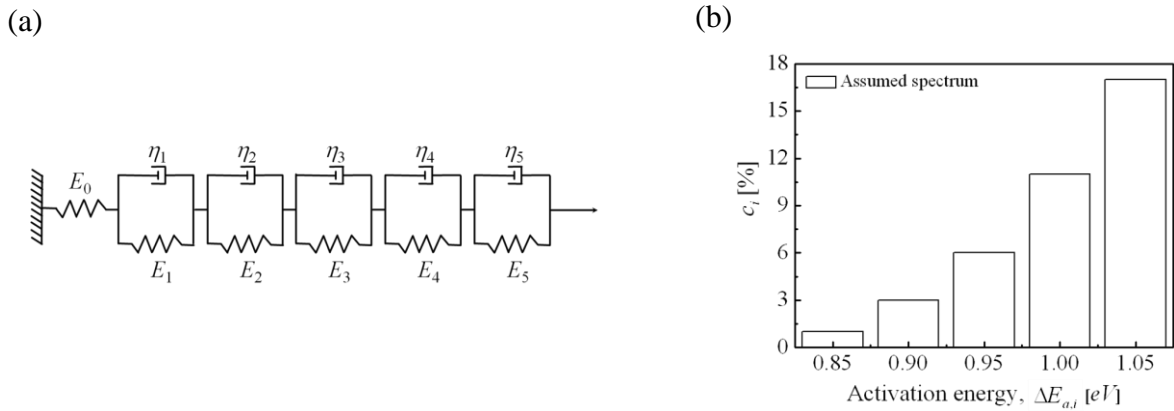 (a)
E₀
η₁ η₂ η₃ η₄ η₅
E₁ E₂ E₃ E₄ E₅
(b)
Assumed spectrum
cᵢ [%]
18
15
12
9
6
3
0
0.85 0.90 0.95 1.00 1.05
Activation energy, ΔEₐ,ᵢ [eV]